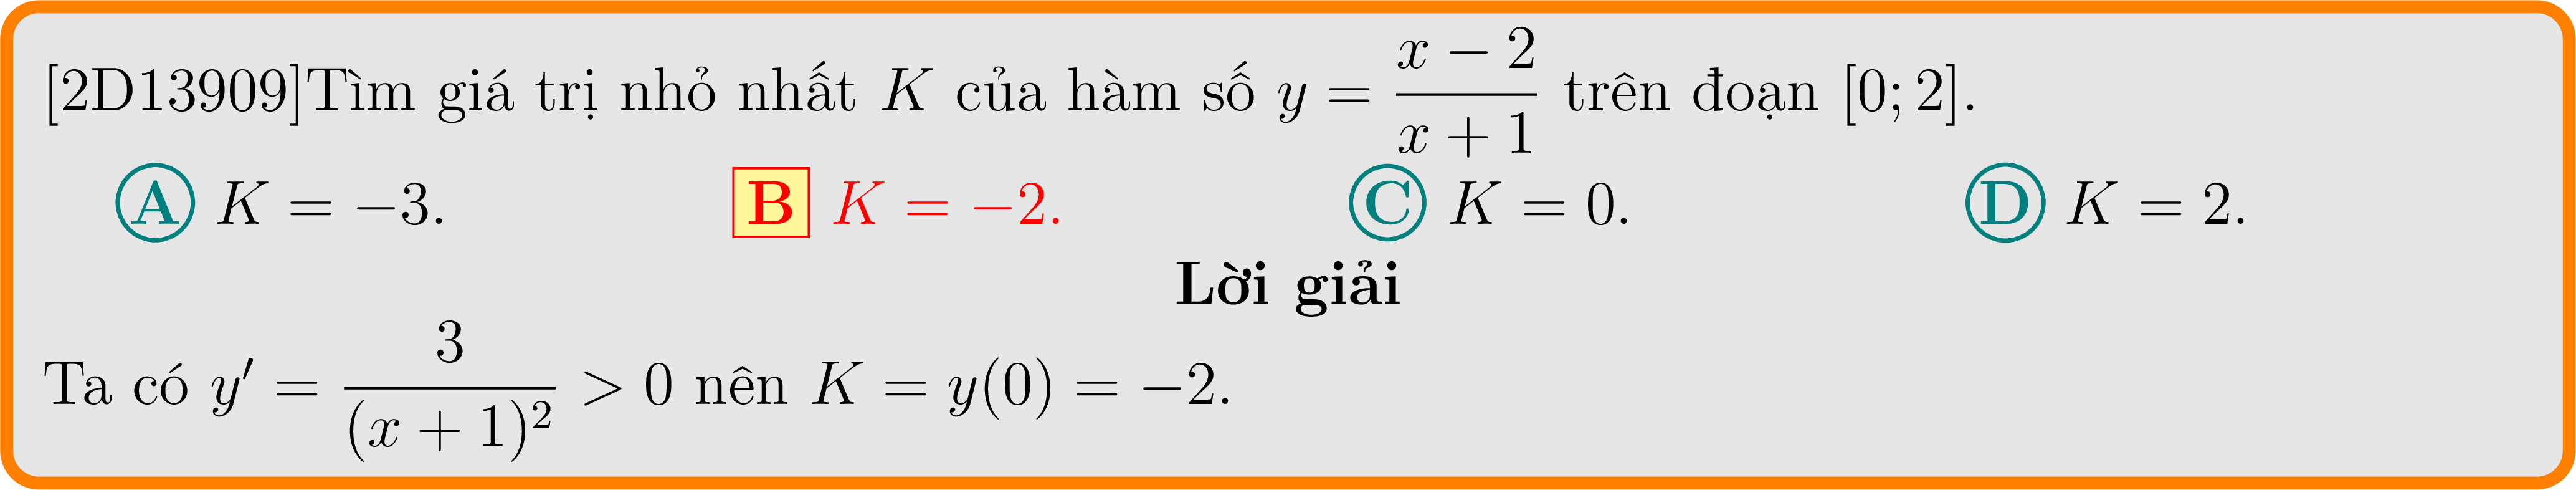 [2D13909]Tìm giá trị nhỏ nhất K của hàm số y = \frac{x − 2}{x + 1} trên đoạn [0; 2].
A K = −3. B K = −2. C K = 0. D K = 2.
Lời giải
Ta có y′ = \frac{3}{(x + 1)^2} > 0 nên K = y(0) = −2.